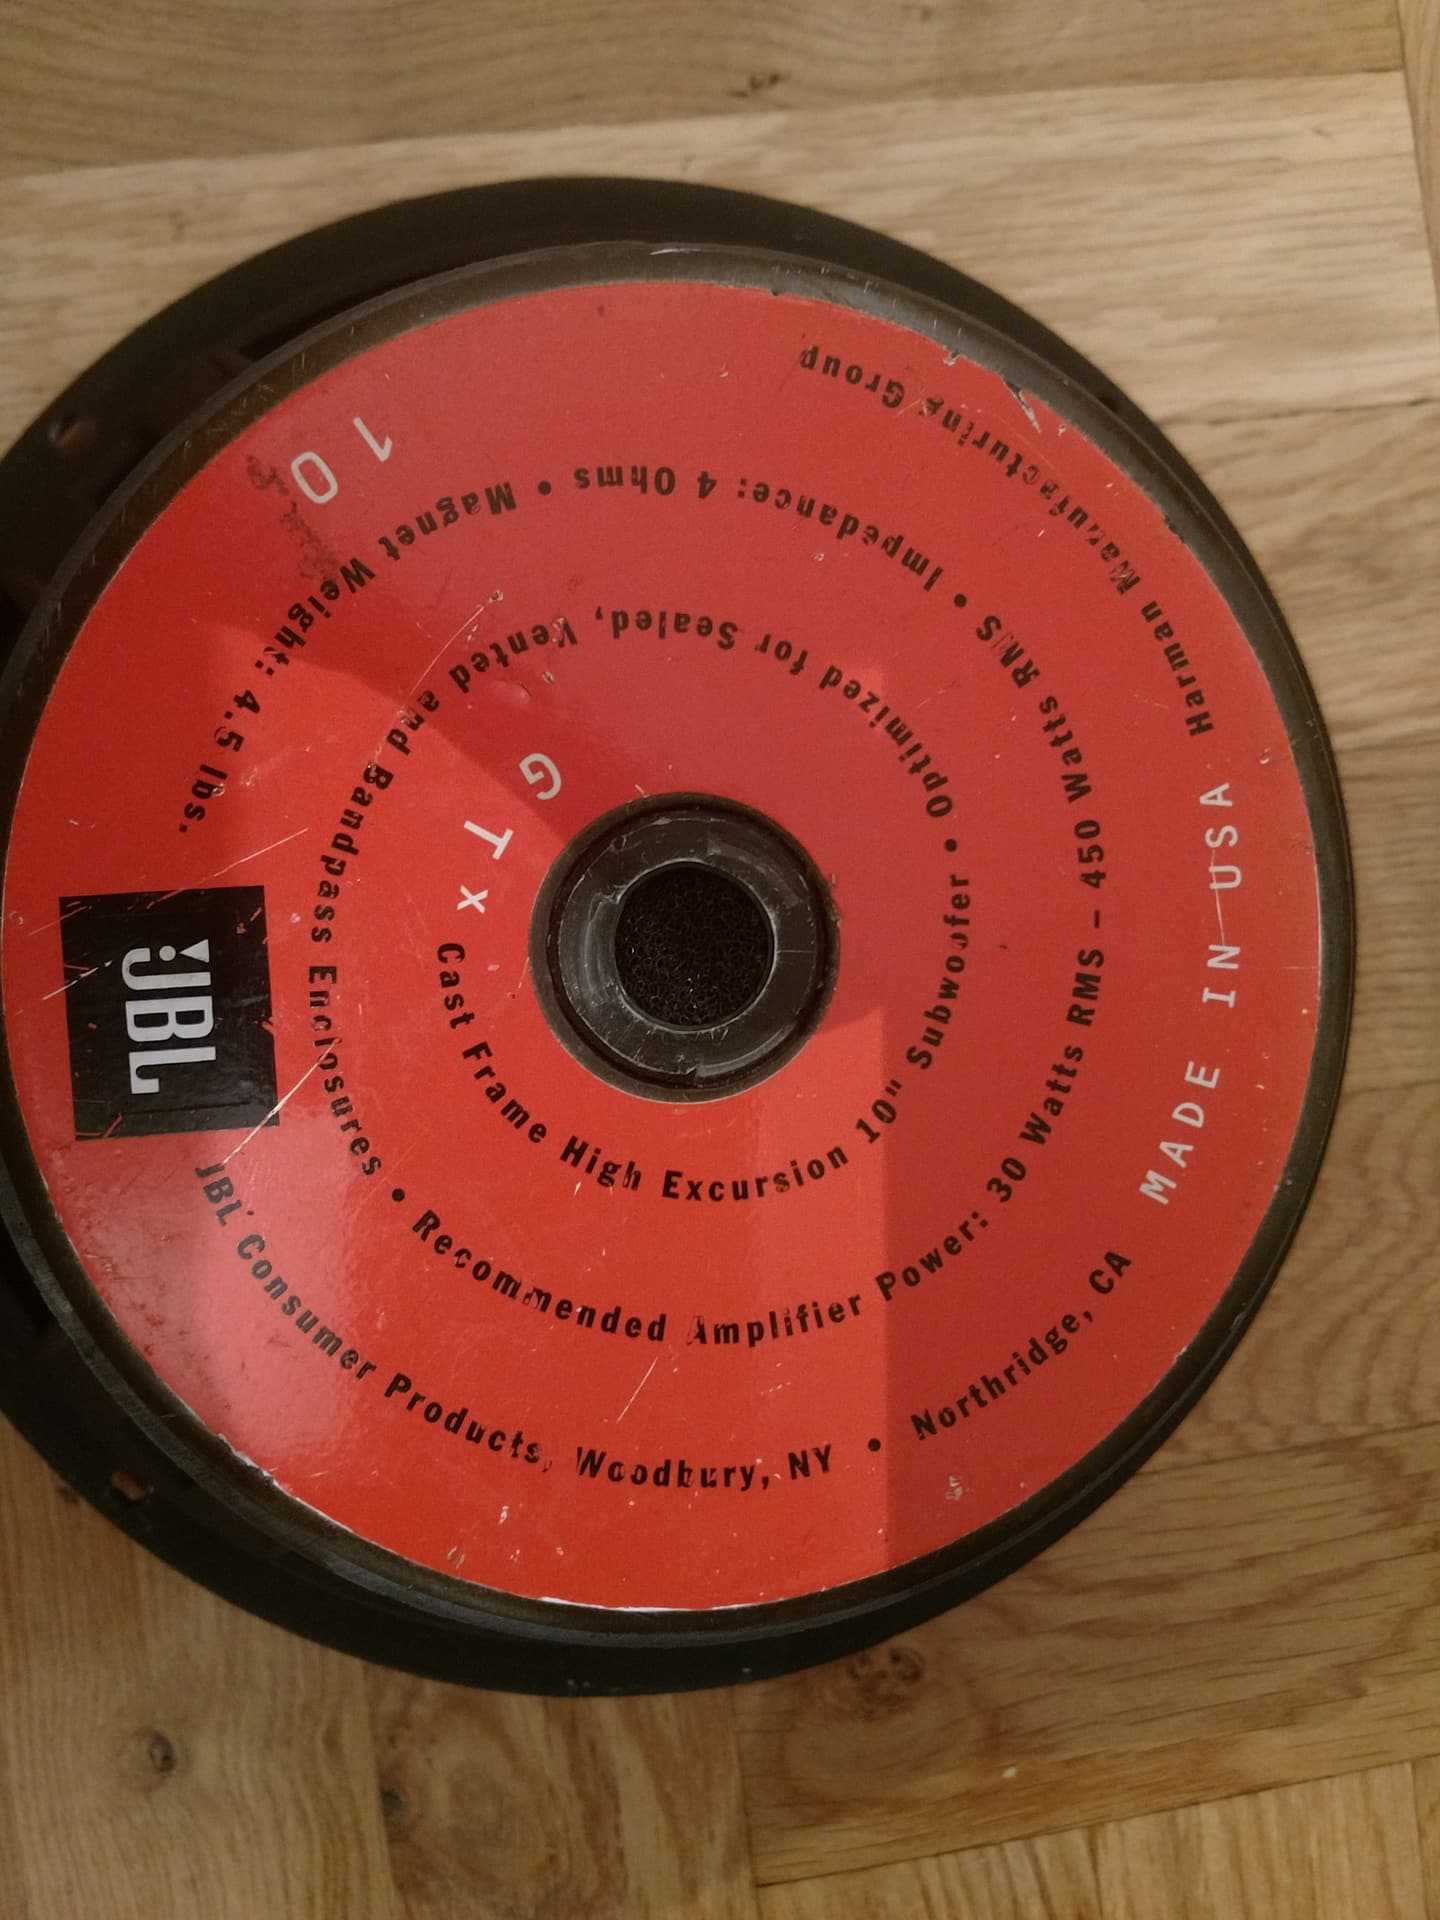 JBL
GTx
10
Cast Frame High Excursion 10" Subwoofer • Optimized for Sealed, Vented and Bandpass Enclosures • Recommended Amplifier Power: 30 Watts RMS – 450 Watts RMS • Impedance: 4 Ohms • Magnet Weight: 4.5 lbs.
JBL Consumer Products, Woodbury, NY • Northridge, CA
MADE IN USA
Harman Manufacturing Group